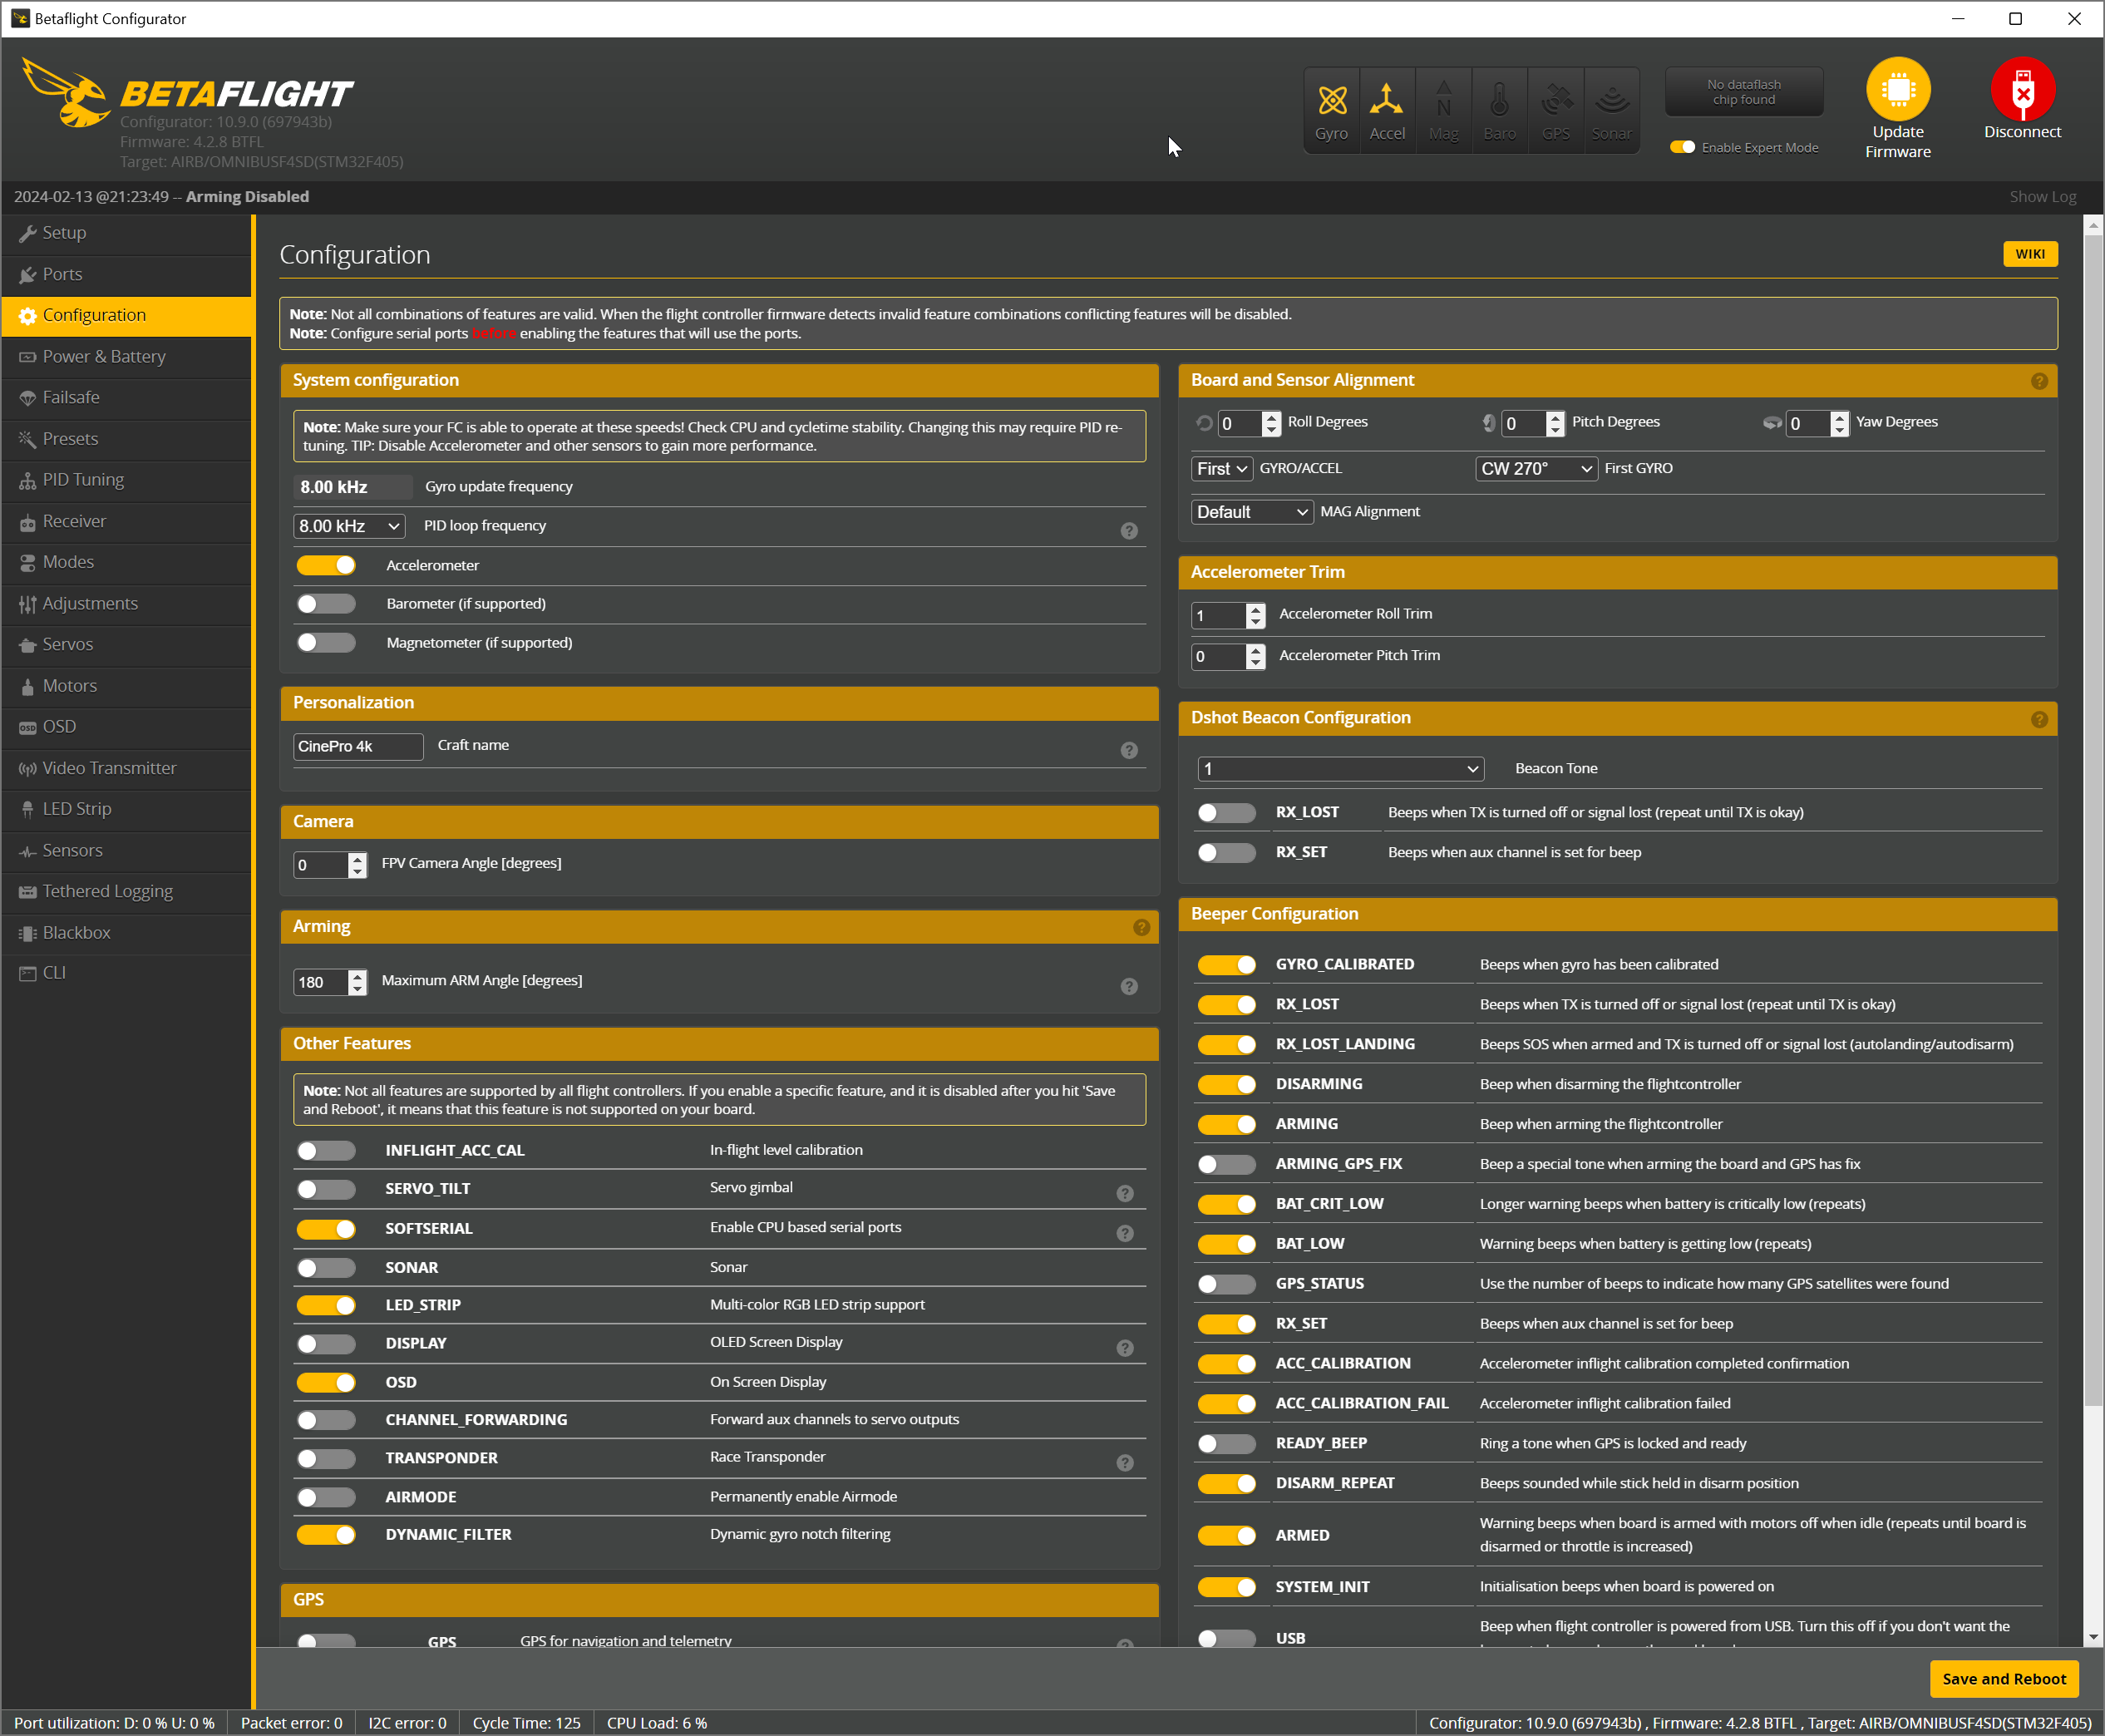 Betaflight Configurator
BETAFLIGHT
Configurator: 10.9.0 (697943b)
Firmware: 4.2.8 BTFL
Target: AIRB/OMNIBUSF4SD(STM32F405)
Gyro
Accel
Mag
Baro
GPS
Sonar
No dataflash
chip found
Enable Expert Mode
Update
Firmware
Disconnect
2024-02-13 @21:23:49 -- Arming Disabled
Show Log
Setup
Ports
Configuration
Power & Battery
Failsafe
Presets
PID Tuning
Receiver
Modes
Adjustments
Servos
Motors
OSD
Video Transmitter
LED Strip
Sensors
Tethered Logging
Blackbox
CLI
Configuration
WIKI
Note: Not all combinations of features are valid. When the flight controller firmware detects invalid feature combinations conflicting features will be disabled.
Note: Configure serial ports before enabling the features that will use the ports.
System configuration
Note: Make sure your FC is able to operate at these speeds! Check CPU and cycletime stability. Changing this may require PID re-
tuning. TIP: Disable Accelerometer and other sensors to gain more performance.
8.00 kHz Gyro update frequency
8.00 kHz PID loop frequency
Accelerometer
Barometer (if supported)
Magnetometer (if supported)
Personalization
CinePro 4k Craft name
Camera
0 FPV Camera Angle [degrees]
Arming
180 Maximum ARM Angle [degrees]
Other Features
Note: Not all features are supported by all flight controllers. If you enable a specific feature, and it is disabled after you hit 'Save
and Reboot', it means that this feature is not supported on your board.
INFLIGHT_ACC_CAL In-flight level calibration
SERVO_TILT Servo gimbal
SOFTSERIAL Enable CPU based serial ports
SONAR Sonar
LED_STRIP Multi-color RGB LED strip support
DISPLAY OLED Screen Display
OSD On Screen Display
CHANNEL_FORWARDING Forward aux channels to servo outputs
TRANSPONDER Race Transponder
AIRMODE Permanently enable Airmode
DYNAMIC_FILTER Dynamic gyro notch filtering
GPS
GPS GPS for navigation and telemetry
Board and Sensor Alignment
0 Roll Degrees 0 Pitch Degrees 0 Yaw Degrees
First GYRO/ACCEL CW 270° First GYRO
Default MAG Alignment
Accelerometer Trim
1 Accelerometer Roll Trim
0 Accelerometer Pitch Trim
Dshot Beacon Configuration
1 Beacon Tone
RX_LOST Beeps when TX is turned off or signal lost (repeat until TX is okay)
RX_SET Beeps when aux channel is set for beep
Beeper Configuration
GYRO_CALIBRATED Beeps when gyro has been calibrated
RX_LOST Beeps when TX is turned off or signal lost (repeat until TX is okay)
RX_LOST_LANDING Beeps SOS when armed and TX is turned off or signal lost (autolanding/autodisarm)
DISARMING Beep when disarming the flightcontroller
ARMING Beep when arming the flightcontroller
ARMING_GPS_FIX Beep a special tone when arming the board and GPS has fix
BAT_CRIT_LOW Longer warning beeps when battery is critically low (repeats)
BAT_LOW Warning beeps when battery is getting low (repeats)
GPS_STATUS Use the number of beeps to indicate how many GPS satellites were found
RX_SET Beeps when aux channel is set for beep
ACC_CALIBRATION Accelerometer inflight calibration completed confirmation
ACC_CALIBRATION_FAIL Accelerometer inflight calibration failed
READY_BEEP Ring a tone when GPS is locked and ready
DISARM_REPEAT Beeps sounded while stick held in disarm position
ARMED Warning beeps when board is armed with motors off when idle (repeats until board is
disarmed or throttle is increased)
SYSTEM_INIT Initialisation beeps when board is powered on
USB Beep when flight controller is powered from USB. Turn this off if you don't want the
Save and Reboot
Port utilization: D: 0 % U: 0 % Packet error: 0 I2C error: 0 Cycle Time: 125 CPU Load: 6 % Configurator: 10.9.0 (697943b) , Firmware: 4.2.8 BTFL , Target: AIRB/OMNIBUSF4SD(STM32F405)